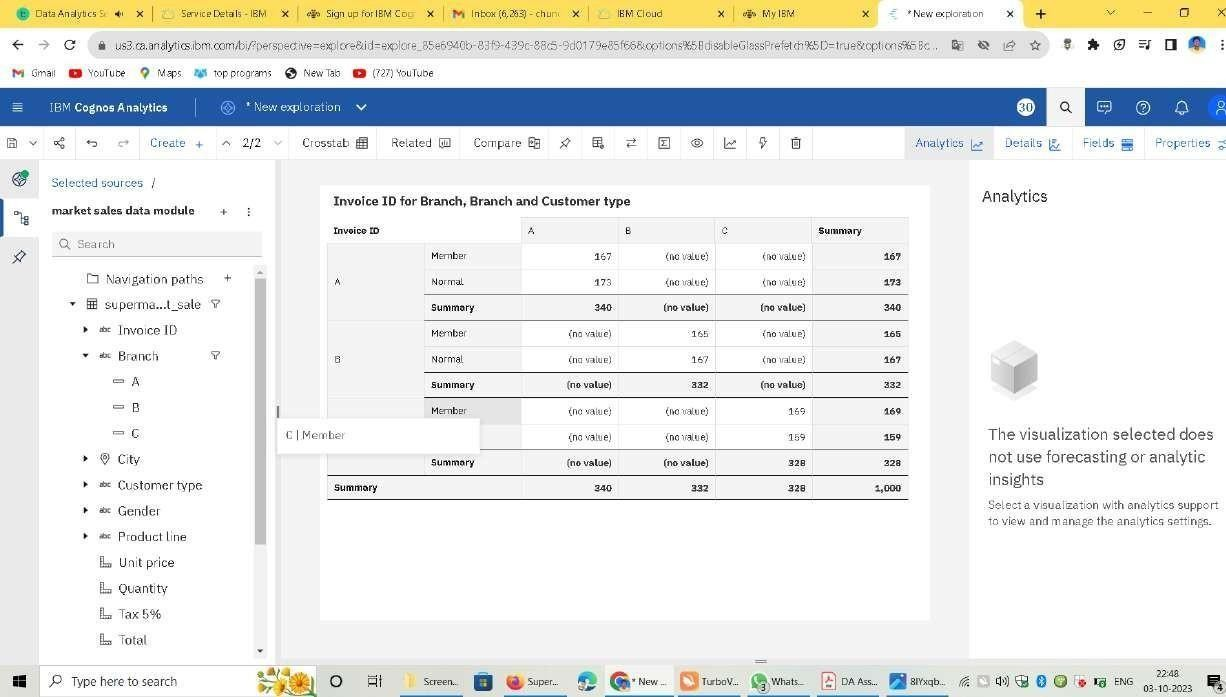 Data Analytics Se
Service Details - IBM
Sign up for IBM Cog
Inbox (6,263) - chun
IBM Cloud
My IBM
* New exploration
us3.ca.analytics.ibm.com/bi/?perspective=explore&id=explore_85e6940b-83f9-439c-88c5-9d0179e85f66&options%5BdisableGlassPrefetch%5D=true&options%5Bc...
Gmail YouTube Maps top programs New Tab (727) YouTube
IBM Cognos Analytics
* New exploration
30
Create + 2/2 Crosstab Related Compare
Analytics Details Fields Properties
Selected sources /
market sales data module
Search
Navigation paths +
superma...t_sale
abc Invoice ID
abc Branch
A
B
C
City
abc Customer type
abc Gender
abc Product line
Unit price
Quantity
Tax 5%
Total
Invoice ID for Branch, Branch and Customer type
Invoice ID A B C Summary
A Member 167 (no value) (no value) 167
Normal 173 (no value) (no value) 173
Summary 340 (no value) (no value) 340
B Member (no value) 165 (no value) 165
Normal (no value) 167 (no value) 167
Summary (no value) 332 (no value) 332
Member (no value) (no value) 169 169
C | Member
(no value) (no value) 159 159
Summary (no value) (no value) 328 328
Summary 340 332 328 1,000
Analytics
The visualization selected does
not use forecasting or analytic
insights
Select a visualization with analytics support
to view and manage the analytics settings.
Type here to search
Screen...
Super...
* New ...
TurboV...
3
Whats...
DA Ass...
8IYxqb...
ENG
22:48
03-10-2023